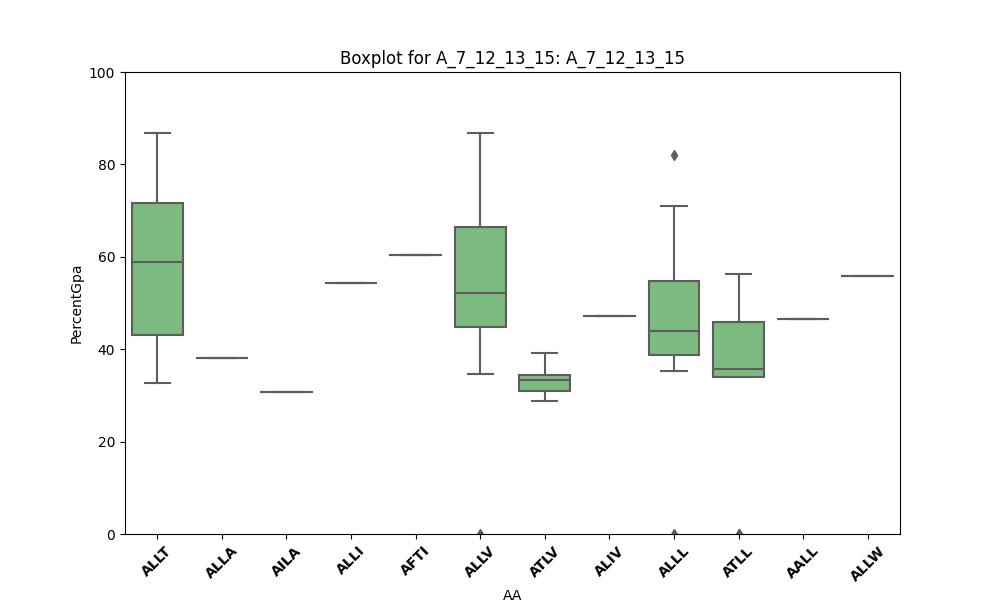 Boxplot for A_7_12_13_15: A_7_12_13_15
PercentGpa
100
80
60
40
20
0
ALLT ALLA AILA ALLI AFTI ALLV ATLV ALIV ALLL ATLL AALL ALLW
AA